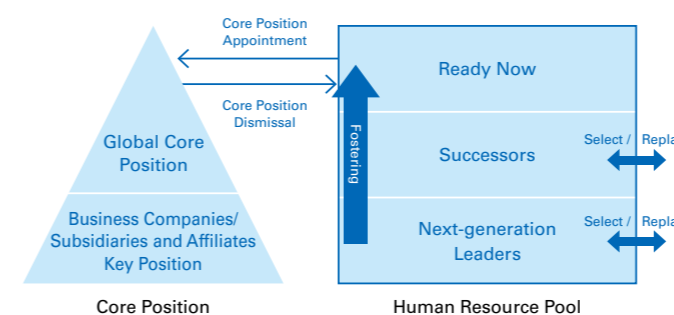 Core Position
Appointment
Core Position
Dismissal
Global Core
Position
Business Companies/
Subsidiaries and Affiliates
Key Position
Core Position
Ready Now
Fostering
Successors
Select /
Next-generation
Leaders
Select /
Human Resource Pool